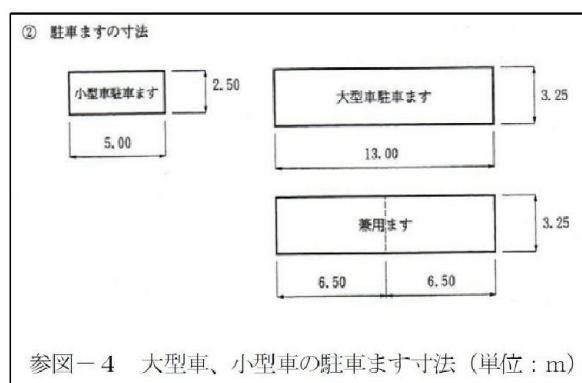 ② 駐車ますの寸法
小型車駐車ます
2.50
5.00
大型車駐車ます
3.25
13.00
兼用ます
3.25
6.50
6.50
参図－4 大型車、小型車の駐車ます寸法（単位：m）